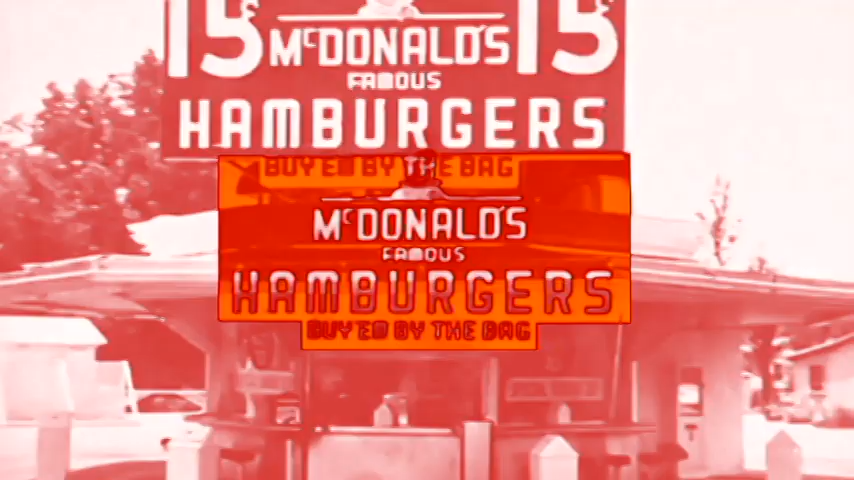 15¢ McDONALD'S 15¢
FAMOUS
HAMBURGERS
BUY'EM BY THE BAG
McDONALD'S
FAMOUS
HAMBURGERS
BUY'EM BY THE BAG